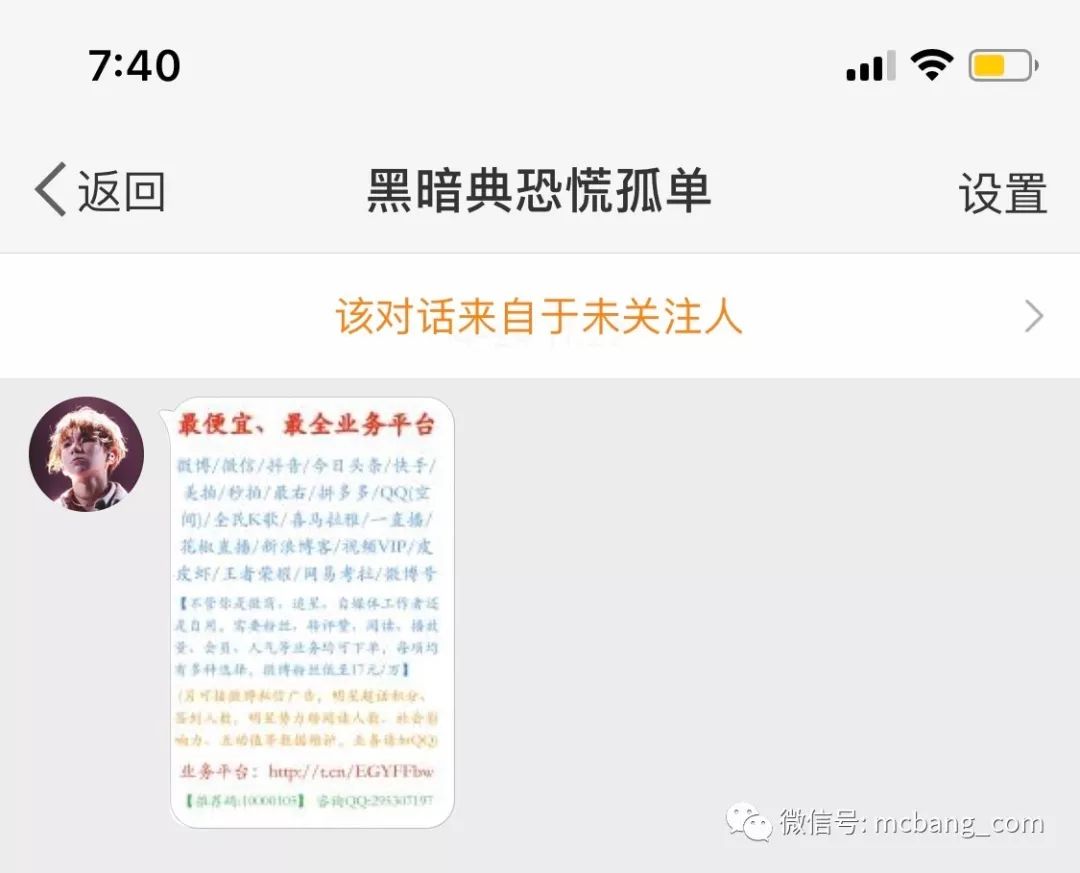 7:40
返回
黑暗典恐慌孤单
设置
该对话来自于未关注人
最便宜、最全业务平台
微博/微信/抖音/今日头条/快手/
美拍/秒拍/最右/拼多多/QQ(空
间)/全民K歌/喜马拉雅/一直播/
花椒直播/新浪博客/视频VIP/皮
皮虾/王者荣耀/网易考拉/微博号
【不管你是微商、追星、自媒体工作者还
是自用。需要粉丝、转评赞、阅读、播放
量、会员、人气等业务均可下单，每项均
有多种选择，微博粉丝低至17元/万】
(另可接微博私信广告，明星超话积分、
签到人数，明星势力榜阅读人数、社会影
响力、互动值等数据维护，业务请加QQ)
业务平台：http://t.cn/EGYFFbw
【推荐码:10000105】 咨询QQ:295307197
微信号: mcbang_com